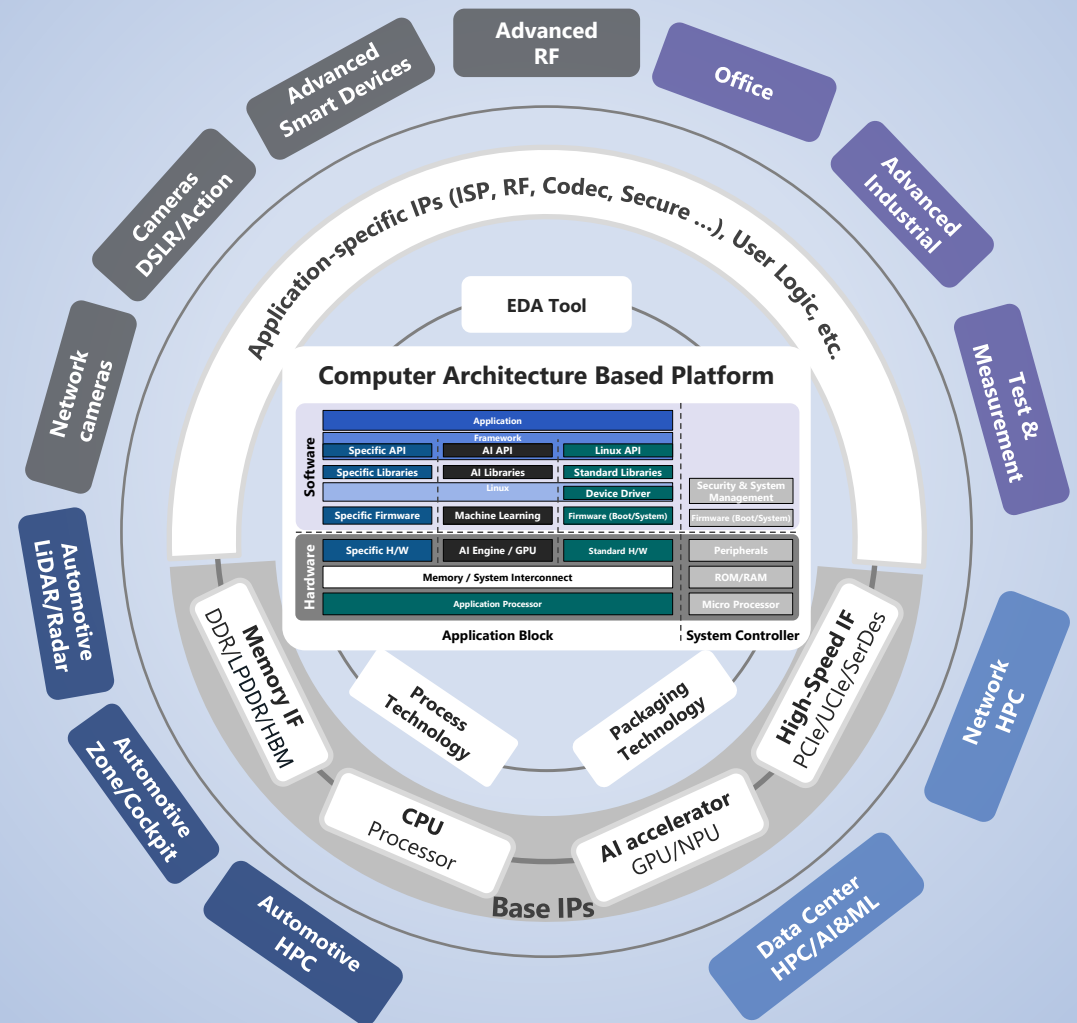 Advanced
RF
Office
Advanced
Industrial
Test &
Measurement
Network
HPC
Data Center
HPC/AI&ML
Automotive
HPC
Automotive
Zone/Cockpit
Automotive
LiDAR/Radar
Network
cameras
Cameras
DSLR/Action
Advanced
Smart Devices
Application-specific IPs (ISP, RF, Codec, Secure ...), User Logic, etc.
EDA Tool
Computer Architecture Based Platform
Software
Application
Framework
Specific API
AI API
Linux API
Specific Libraries
AI Libraries
Standard Libraries
Linux
Device Driver
Security & System
Management
Specific Firmware
Machine Learning
Firmware (Boot/System)
Firmware (Boot/System)
Hardware
Specific H/W
AI Engine / GPU
Standard H/W
Peripherals
Memory / System Interconnect
ROM/RAM
Application Processor
Micro Processor
Application Block
System Controller
Process
Technology
Packaging
Technology
Memory IF
DDR/LPDDR/HBM
CPU
Processor
AI accelerator
GPU/NPU
High-Speed IF
PCIe/UCIe/SerDes
Base IPs